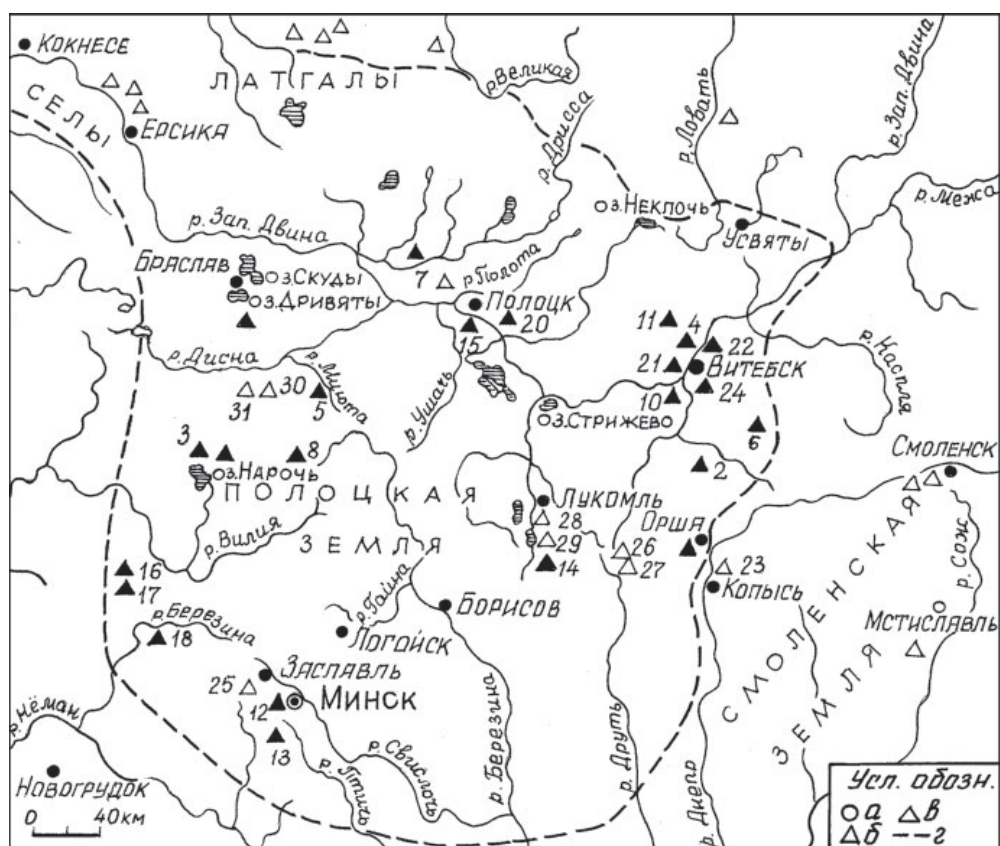 КОКНЕСЕ
ЛАТГАЛЫ
р. Великая
р. Ловать
р. Зап. Двина
СЕЛЫ
ЕРСИКА
р. Дрисса
р. Межа
оз. НЕКЛОЧЬ
УСВЯТЫ
р. Зап. Двина
БРАСЛАВ
оз. СКУДЫ
оз. ДРИВЯТЫ
7
р. Полота
ПОЛОЦК
20
15
11
4
22
21
ВИТЕБСК
24
10
р. Каспля
р. Дисна
р. Мнюта
31
30
5
р. Ушачь
оз. СТРИЖЕВО
6
3
8
оз. НАРОЧЬ
2
СМОЛЕНСК
ПОЛОЦКАЯ
ЗЕМЛЯ
ЛУКОМЛЬ
28
29
14
ОРША
26
27
23
КОПЫСЬ
р. Вилия
16
17
р. Гайна
БОРИСОВ
ЛОГОЙСК
р. Березина
18
СМОЛЕНСКАЯ
ЗЕМЛЯ
р. Сож
МСТИСЛАВЛЬ
ЗАСЛАВЛЬ
25
12
МИНСК
13
р. Нёман
НОВОГРУДОК
0 40 км
р. Птичь
р. Свислочь
р. Березина
р. Друть
р. Днепр
Усл. обозн.
а в
б г